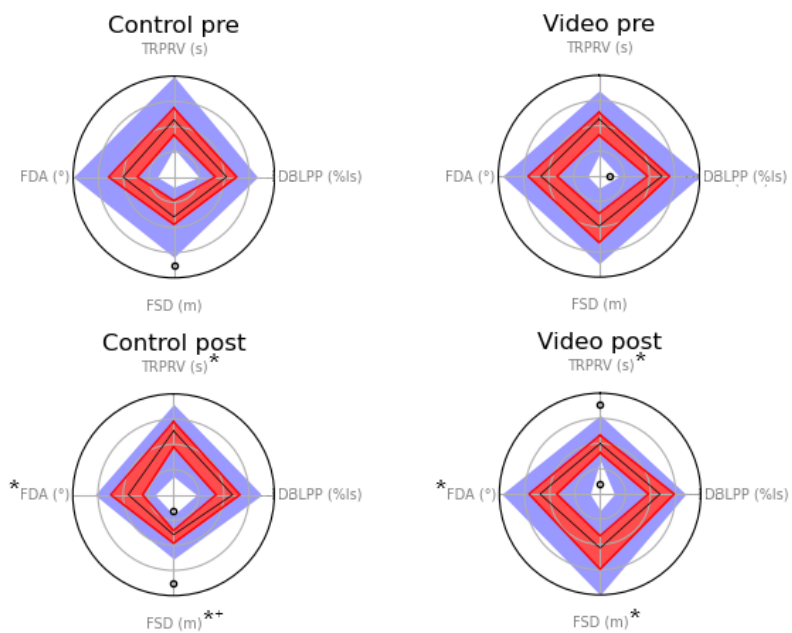 Control pre
TRPRV (s)
FDA (°)
DBLPP (%ls)
FSD (m)
Video pre
TRPRV (s)
FDA (°)
DBLPP (%ls)
FSD (m)
Control post
TRPRV (s)*
*FDA (°)
DBLPP (%ls)
FSD (m)*+
Video post
TRPRV (s)*
*FDA (°)
DBLPP (%ls)
FSD (m)*